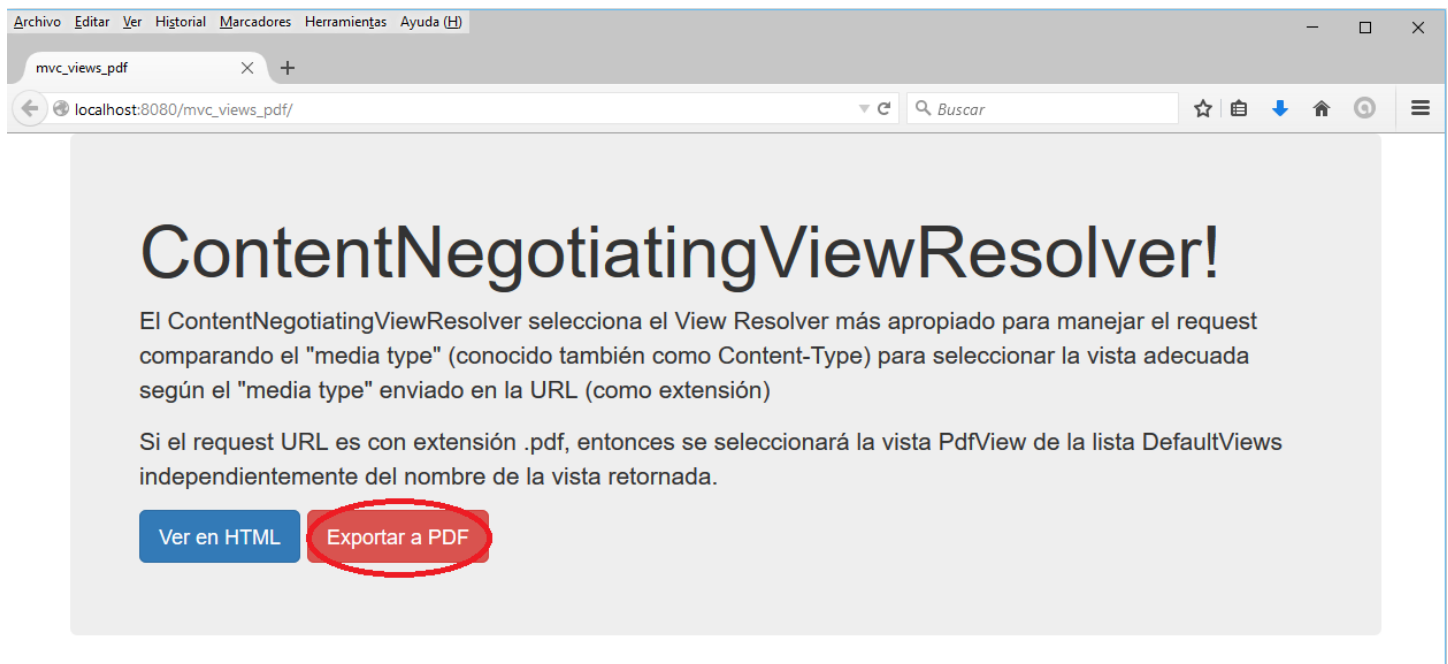 Archivo Editar Ver Historial Marcadores Herramientas Ayuda (H)
mvc_views_pdf
localhost:8080/mvc_views_pdf/
Buscar
ContentNegotiatingViewResolver!
El ContentNegotiatingViewResolver selecciona el View Resolver más apropiado para manejar el request
comparando el "media type" (conocido también como Content-Type) para seleccionar la vista adecuada
según el "media type" enviado en la URL (como extensión)
Si el request URL es con extensión .pdf, entonces se seleccionará la vista PdfView de la lista DefaultViews
independientemente del nombre de la vista retornada.
Ver en HTML Exportar a PDF